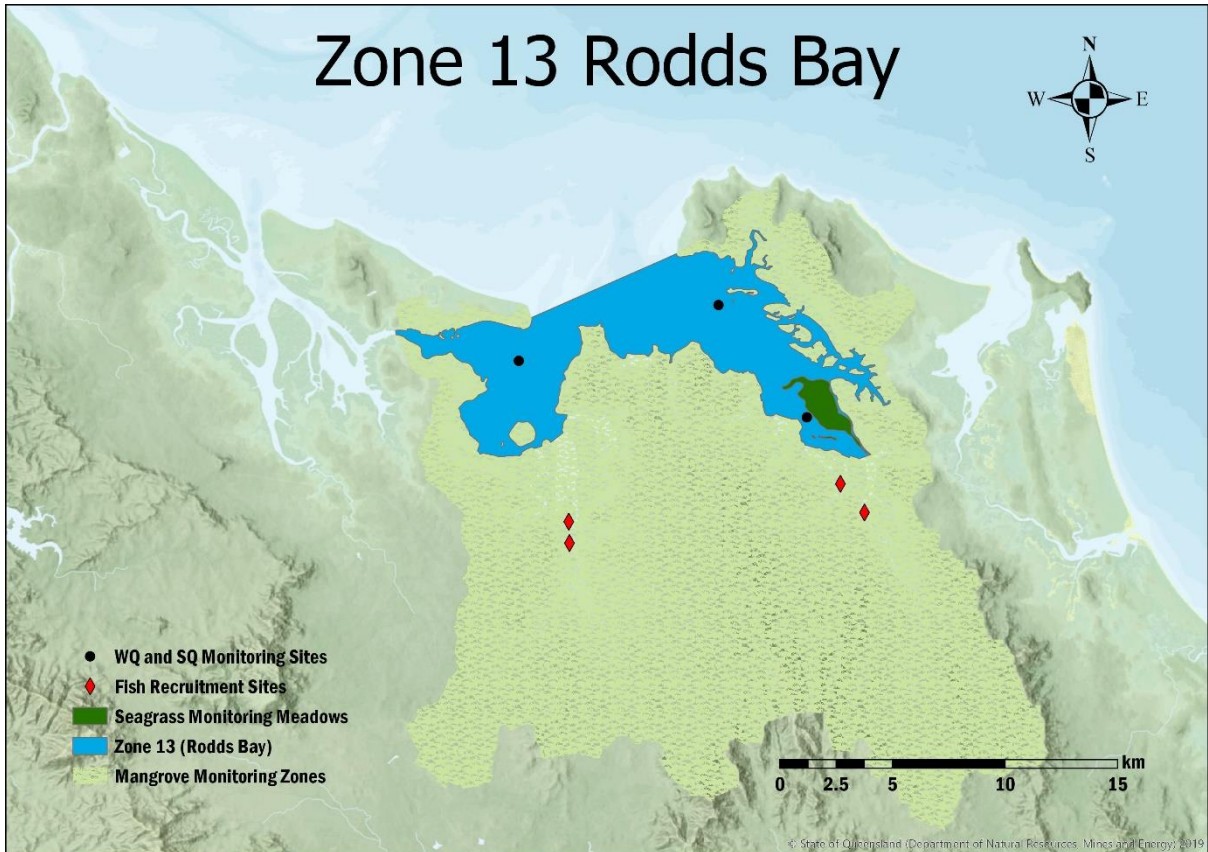 Zone 13 Rodds Bay
N
W E
S
WQ and SQ Monitoring Sites
Fish Recruitment Sites
Seagrass Monitoring Meadows
Zone 13 (Rodds Bay)
Mangrove Monitoring Zones
km
0 2.5 5 10 15
© State of Queensland (Department of Natural Resources, Mines and Energy) 2019